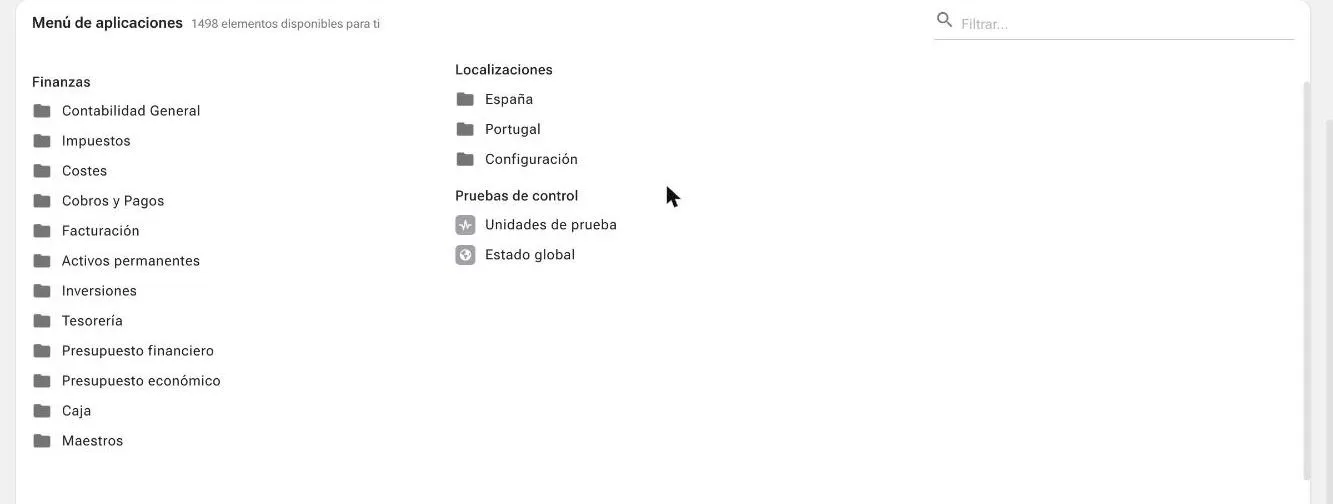 Menú de aplicaciones 1498 elementos disponibles para ti
Filtrar...
Finanzas
Contabilidad General
Impuestos
Costes
Cobros y Pagos
Facturación
Activos permanentes
Inversiones
Tesorería
Presupuesto financiero
Presupuesto económico
Caja
Maestros
Localizaciones
España
Portugal
Configuración
Pruebas de control
Unidades de prueba
Estado global